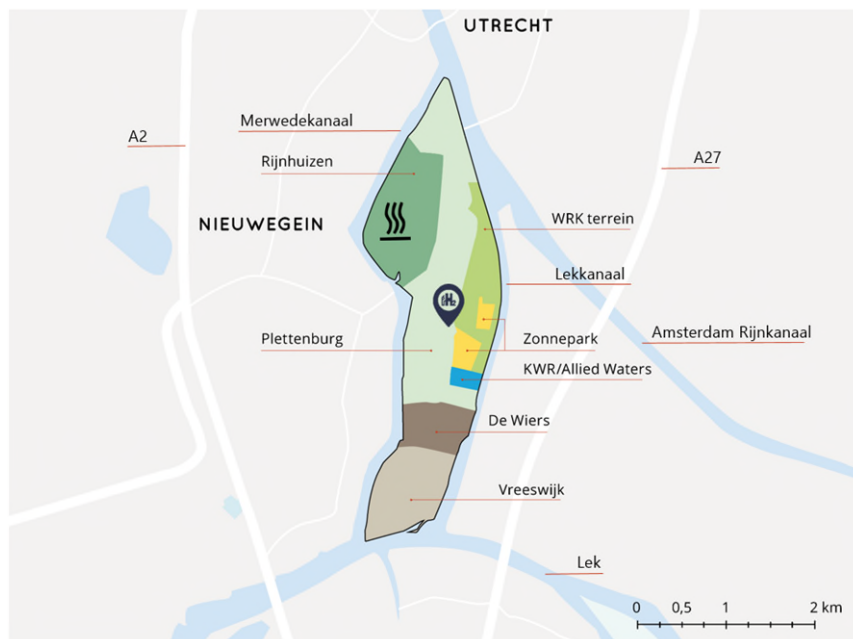 UTRECHT
Merwedekanaal
A2
Rijnhuizen
A27
NIEUWEGEIN
WRK terrein
Lekkanaal
Plettenburg
Zonnepark
Amsterdam Rijnkanaal
KWR/Allied Waters
De Wiers
Vreeswijk
Lek
0 0,5 1 2 km